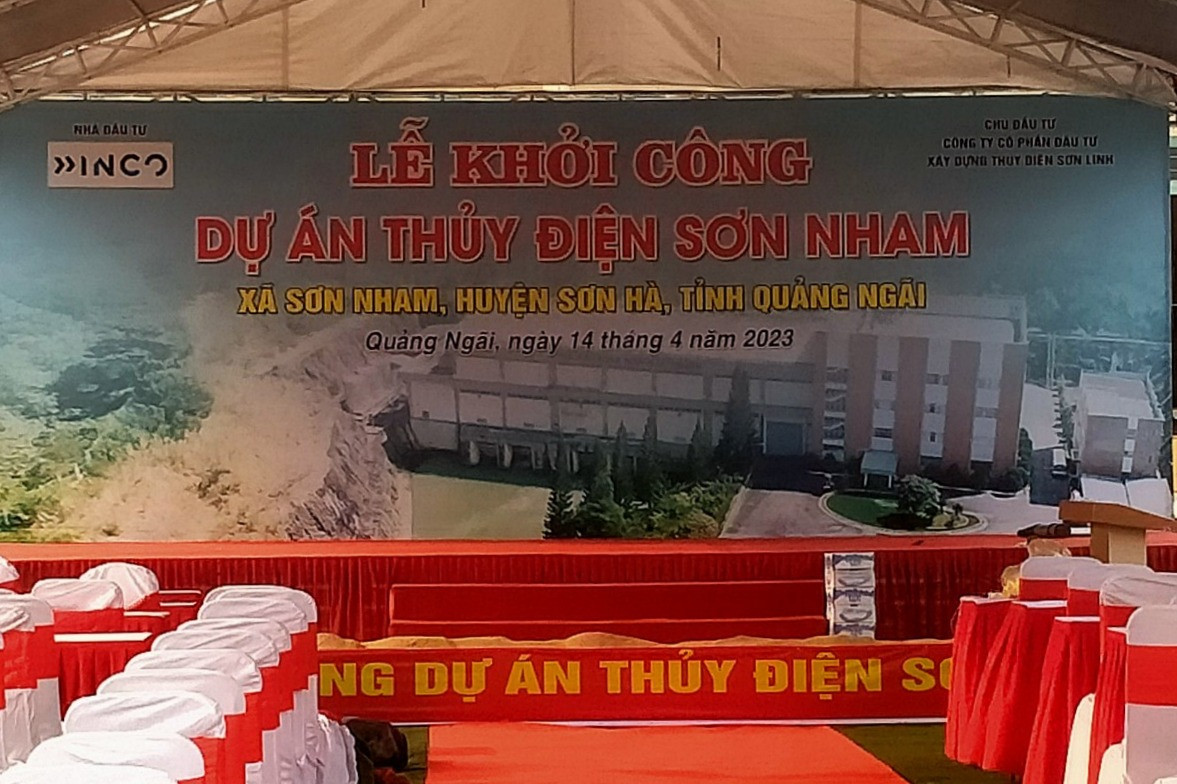 NHÀ ĐẦU TƯ
»INCO
LỄ KHỞI CÔNG
DỰ ÁN THỦY ĐIỆN SƠN NHAM
XÃ SƠN NHAM, HUYỆN SƠN HÀ, TỈNH QUẢNG NGÃI
Quảng Ngãi, ngày 14 tháng 4 năm 2023
CHỦ ĐẦU TƯ
CÔNG TY CỔ PHẦN ĐẦU TƯ
XÂY DỰNG THỦY ĐIỆN SƠN LINH
NG DỰ ÁN THỦY ĐIỆN SƠ